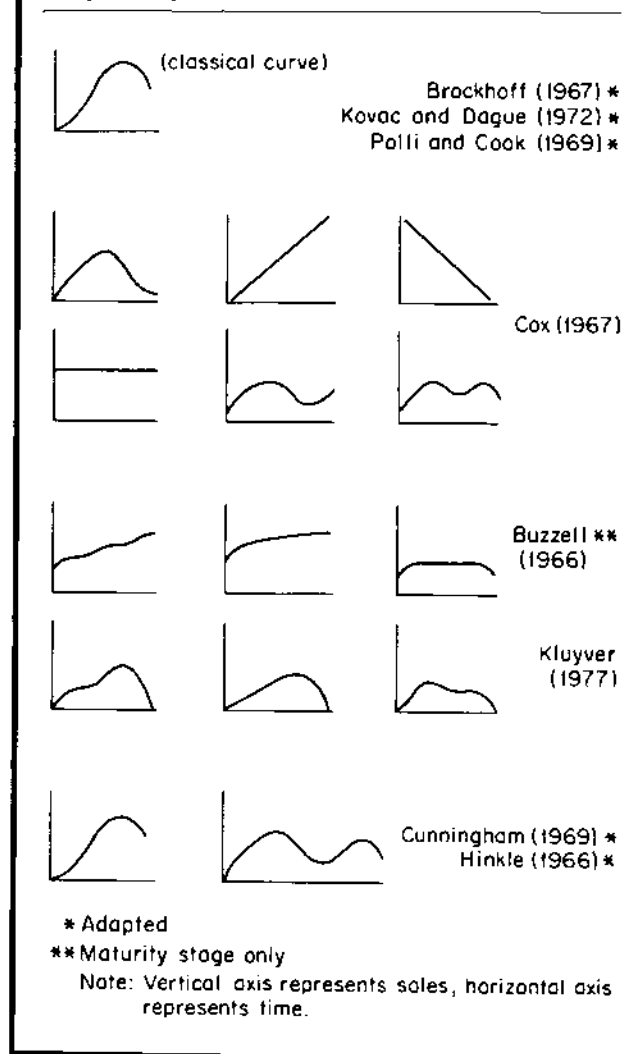 (classical curve)
Brockhoff (1967) *
Kovac and Dague (1972) *
Polli and Cook (1969) *
Cox (1967)
Buzzell **
(1966)
Kluyver
(1977)
Cunningham (1969) *
Hinkle (1966) *
* Adapted
** Maturity stage only
Note: Vertical axis represents sales, horizontal axis
represents time.